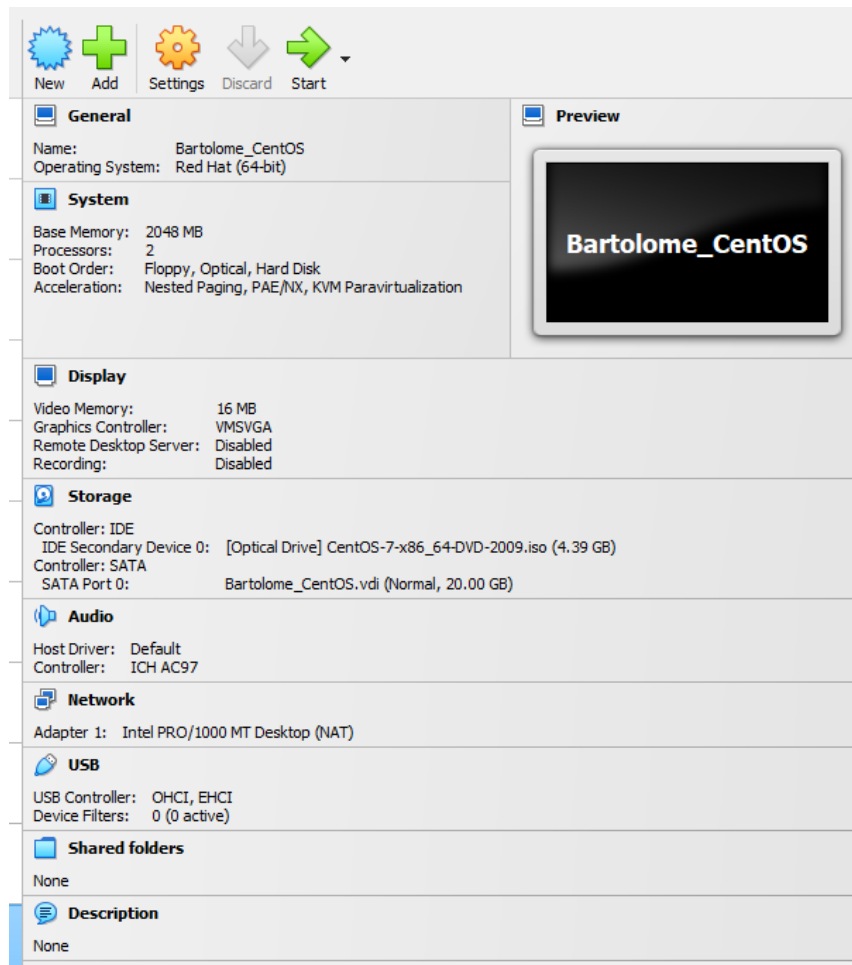 New Add Settings Discard Start
General
Name: Bartolome_CentOS
Operating System: Red Hat (64-bit)
Preview
Bartolome_CentOS
System
Base Memory: 2048 MB
Processors: 2
Boot Order: Floppy, Optical, Hard Disk
Acceleration: Nested Paging, PAE/NX, KVM Paravirtualization
Display
Video Memory: 16 MB
Graphics Controller: VMSVGA
Remote Desktop Server: Disabled
Recording: Disabled
Storage
Controller: IDE
IDE Secondary Device 0: [Optical Drive] CentOS-7-x86_64-DVD-2009.iso (4.39 GB)
Controller: SATA
SATA Port 0: Bartolome_CentOS.vdi (Normal, 20.00 GB)
Audio
Host Driver: Default
Controller: ICH AC97
Network
Adapter 1: Intel PRO/1000 MT Desktop (NAT)
USB
USB Controller: OHCI, EHCI
Device Filters: 0 (0 active)
Shared folders
None
Description
None